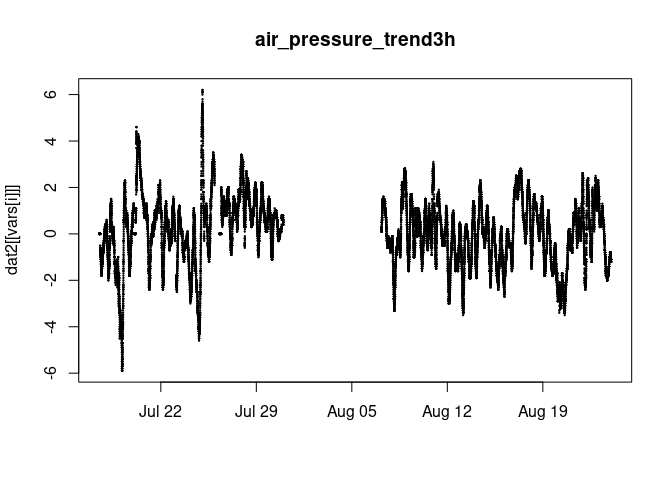 air_pressure_trend3h
dat2[[vars[i]]]
6
4
2
0
-2
-4
-6
Jul 22
Jul 29
Aug 05
Aug 12
Aug 19